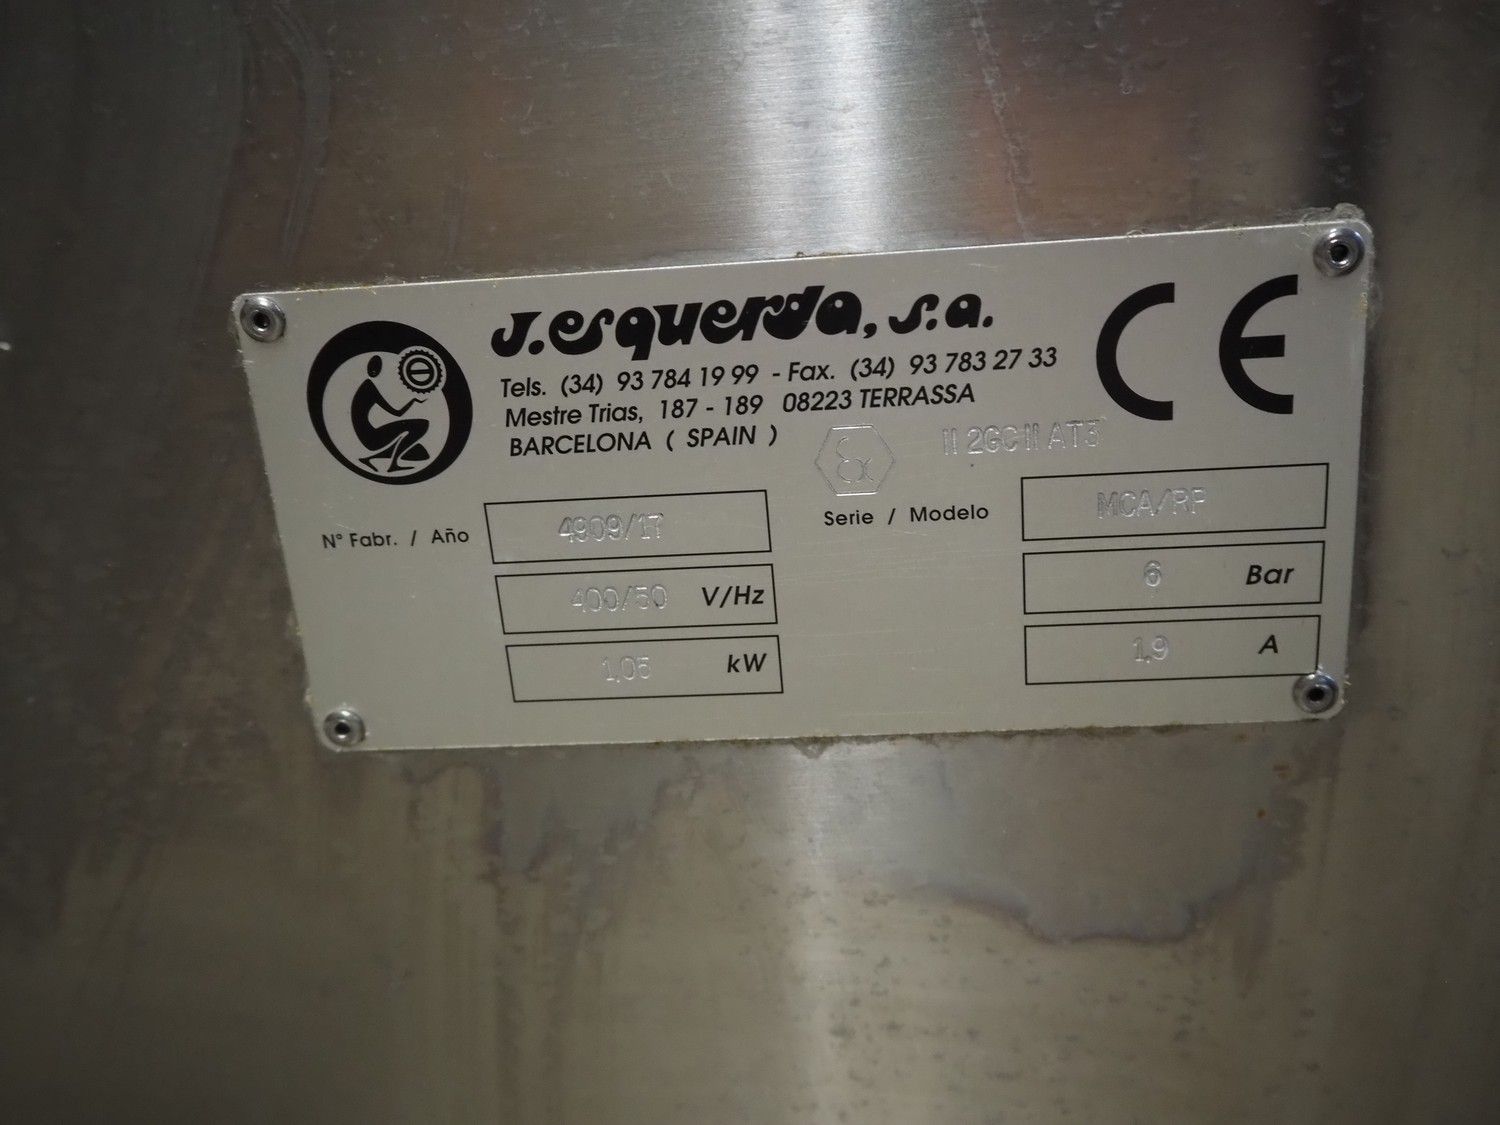 J. esquerda, s.a.
Tels. (34) 93 784 19 99 - Fax. (34) 93 783 27 33
Mestre Trias, 187 - 189 08223 TERRASSA
BARCELONA ( SPAIN )
CE
Ex II 2GC II AT3
N° Fabr. / Año 4909/17
Serie / Modelo MCA/RP
400/50 V/Hz
6 Bar
1,05 kW
1,9 A